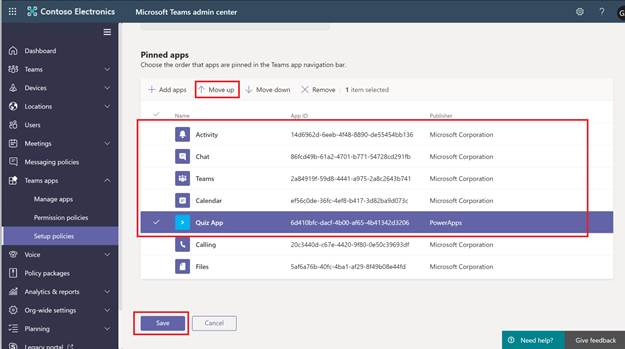 Contoso Electronics
Microsoft Teams admin center
?
Dashboard
Teams
Devices
Locations
Users
Meetings
Messaging policies
Teams apps
Manage apps
Permission policies
Setup policies
Voice
Policy packages
Analytics & reports
Org-wide settings
Planning
Legacy portal
Pinned apps
Choose the order that apps are pinned in the Teams app navigation bar.
+ Add apps ↑ Move up ↓ Move down × Remove | 1 item selected
Name App ID Publisher
Activity 14d6962d-6eeb-4f48-8890-de55454bb136 Microsoft Corporation
Chat 86fcd49b-61a2-4701-b771-54728cd291fb Microsoft Corporation
Teams 2a84919f-59d8-4441-a975-2a8c2643b741 Microsoft Corporation
Calendar ef56c0de-36fc-4ef8-b417-3d82ba9d073c Microsoft Corporation
Quiz App 6d410bfc-dacf-4b00-af65-4b41342d3206 PowerApps
Calling 20c3440d-c67e-4420-9f80-0e50c39693df Microsoft Corporation
Files 5af6a76b-40fc-4ba1-af29-8f49b08e44fd Microsoft Corporation
Save Cancel
Need help? Give feedback